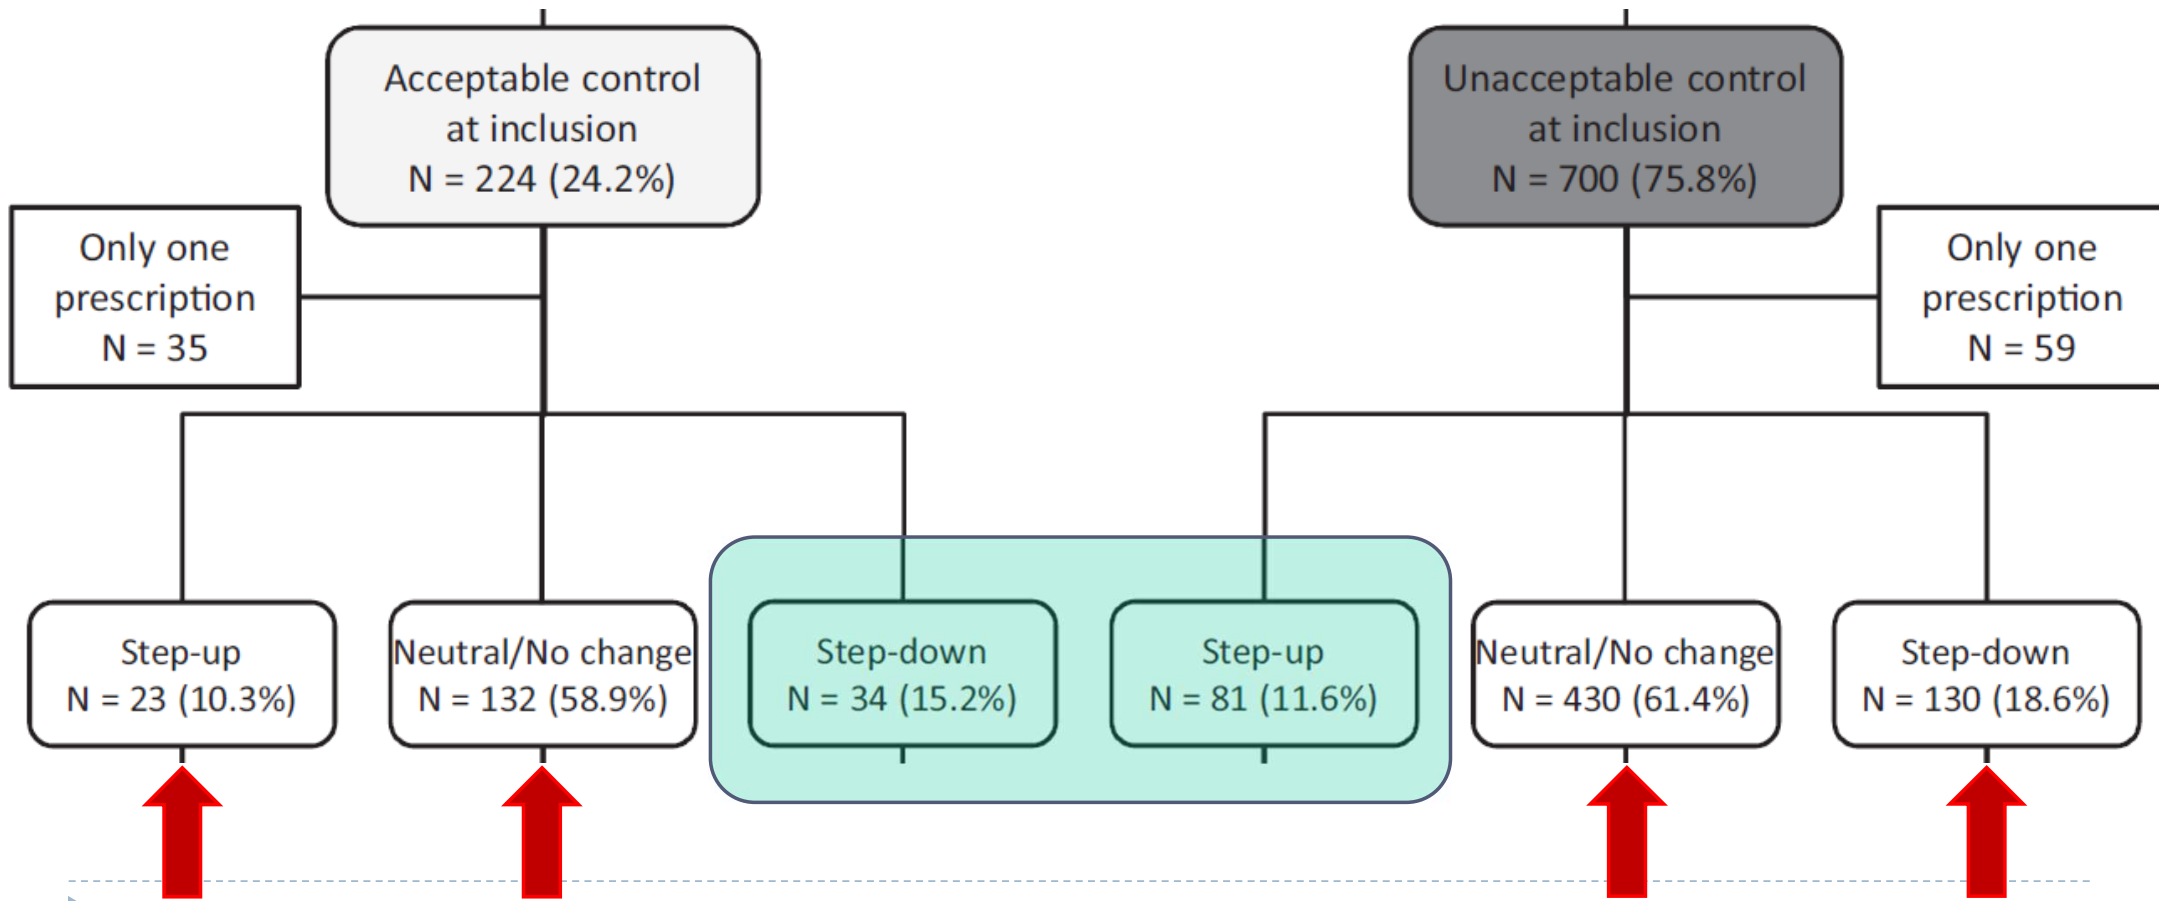 Acceptable control
at inclusion
N = 224 (24.2%)
Unacceptable control
at inclusion
N = 700 (75.8%)
Only one
prescription
N = 35
Only one
prescription
N = 59
Step-up
N = 23 (10.3%)
Neutral/No change
N = 132 (58.9%)
Step-down
N = 34 (15.2%)
Step-up
N = 81 (11.6%)
Neutral/No change
N = 430 (61.4%)
Step-down
N = 130 (18.6%)